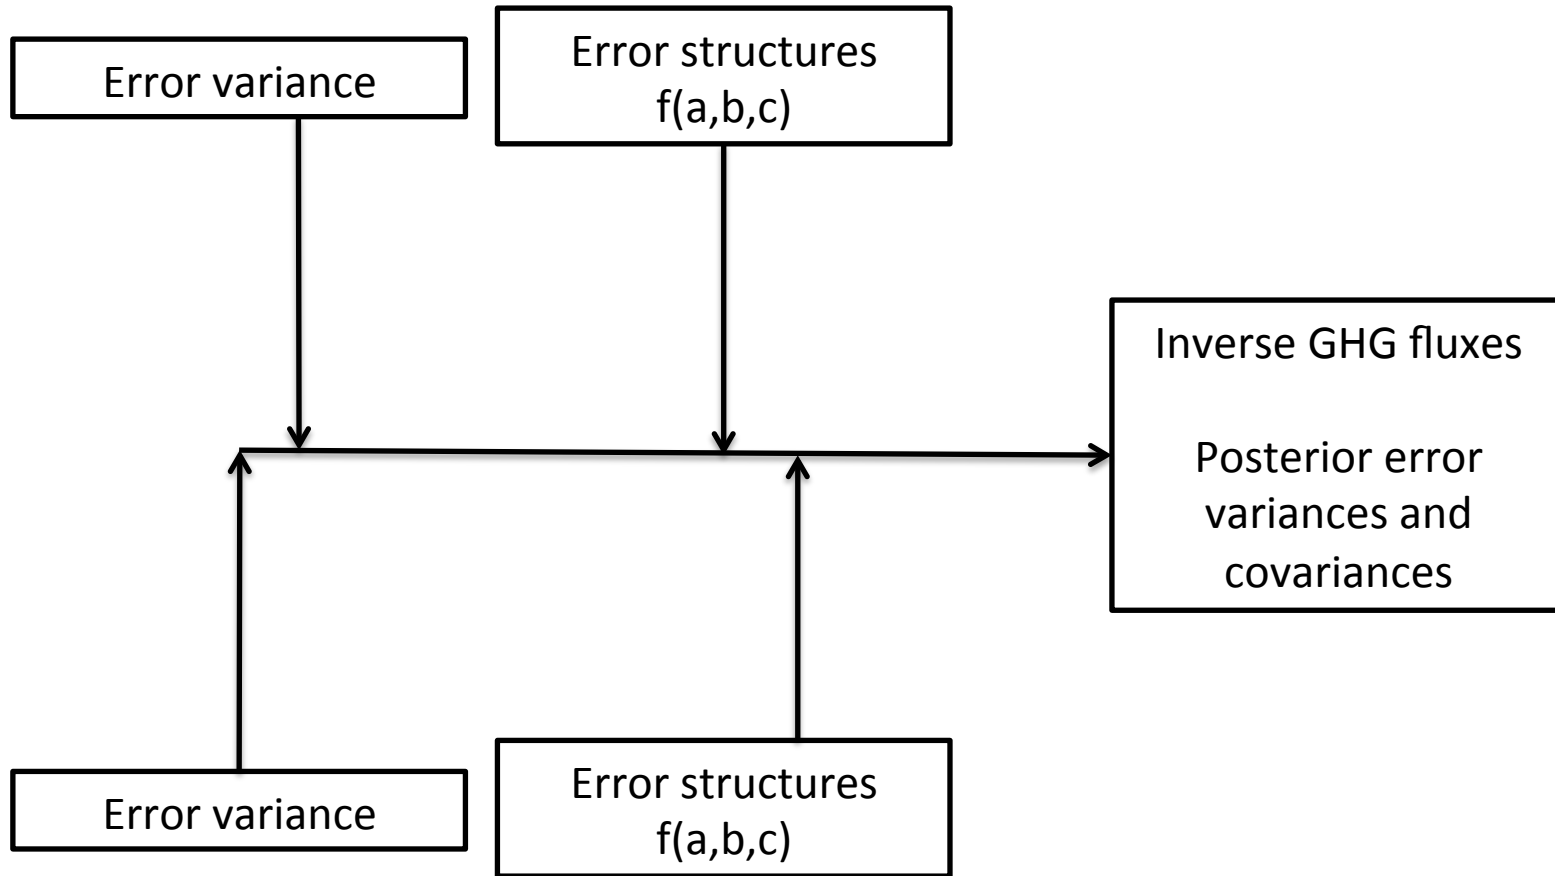 Error variance
Error structures
f(a,b,c)
Inverse GHG fluxes
Posterior error
variances and
covariances
Error variance
Error structures
f(a,b,c)